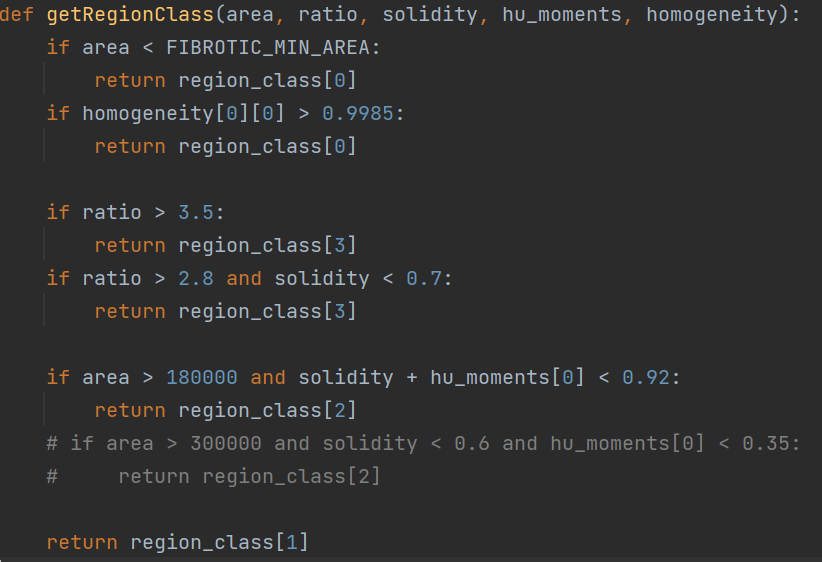 def getRegionClass(area, ratio, solidity, hu_moments, homogeneity):
    if area < FIBROTIC_MIN_AREA:
        return region_class[0]
    if homogeneity[0][0] > 0.9985:
        return region_class[0]

    if ratio > 3.5:
        return region_class[3]
    if ratio > 2.8 and solidity < 0.7:
        return region_class[3]

    if area > 180000 and solidity + hu_moments[0] < 0.92:
        return region_class[2]
    # if area > 300000 and solidity < 0.6 and hu_moments[0] < 0.35:
    #     return region_class[2]

    return region_class[1]